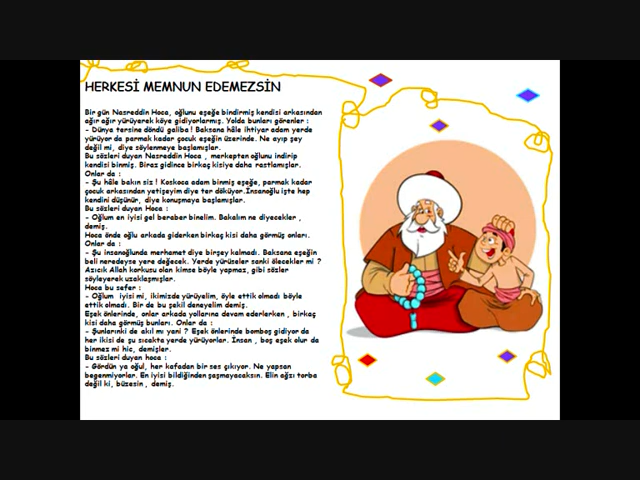 HERKESİ MEMNUN EDEMEZSİN
Bir gün Nasreddin Hoca, oğlunu eşeğe bindirmiş kendisi arkasından
ağır ağır yürüyerek köye gidiyorlarmış. Yolda bunları görenler :
- Dünya tersine döndü galiba ! Baksana hâle ihtiyar adam yerde
yürüyor da parmak kadar çocuk eşeğin üzerinde. Ne ayıp şey
değil mi, diye söylenmeye başlamışlar.
Bu sözleri duyan Nasreddin Hoca , merkepten oğlunu indirip
kendisi binmiş. Biraz gidince birkaç kişiye daha rastlamışlar.
Onlar da :
- Şu hâle bakın siz ! Koskoca adam binmiş eşeğe, parmak kadar
çocuk arkasından yetişeyim diye ter döküyor.İnsanoğlu işte hep
kendini düşünür, diye konuşmaya başlamışlar.
Bu sözleri duyan Hoca :
- Oğlum en iyisi gel beraber binelim. Bakalım ne diyecekler ,
demiş.
Hoca önde oğlu arkada giderken birkaç kişi daha görmüş onları.
Onlar da :
- Şu insanoğlunda merhamet diye birşey kalmadı. Baksana eşeğin
beli neredeyse yere değecek. Yerde yürüseler sanki ölecekler mi ?
Azıcık Allah korkusu olan kimse böyle yapmaz, gibi sözler
söyleyerek uzaklaşmışlar.
Hoca bu sefer :
- Oğlum iyisi mi, ikimizde yürüyelim, öyle ettik olmadı böyle
ettik olmadı. Bir de bu şekil deneyelim demiş.
Eşek önlerinde, onlar arkada yollarına devam ederlerken , birkaç
kişi daha görmüş bunları. Onlar da :
- Şunlarınki de akıl mı yani ? Eşek önlerinde bomboş gidiyor da
her ikisi de şu sıcakta yerde yürüyorlar. İnsan , boş eşek olur da
binmez mi hiç, demişler.
Bu sözleri duyan hoca :
- Gördün ya oğul, her kafadan bir ses çıkıyor. Ne yapsan
beğenmiyorlar. En iyisi bildiğinden şaşmayacaksın. Elin ağzı torba
değil ki, büzesin , demiş.